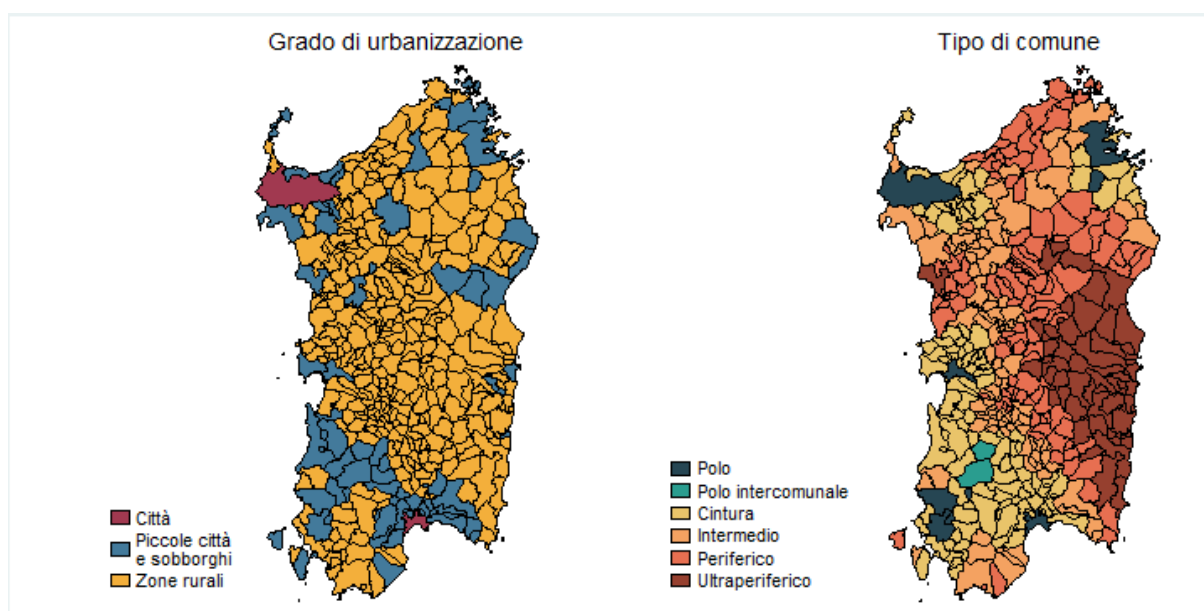 Grado di urbanizzazione
Città
Piccole città
e sobborghi
Zone rurali
Tipo di comune
Polo
Polo intercomunale
Cintura
Intermedio
Periferico
Ultraperiferico